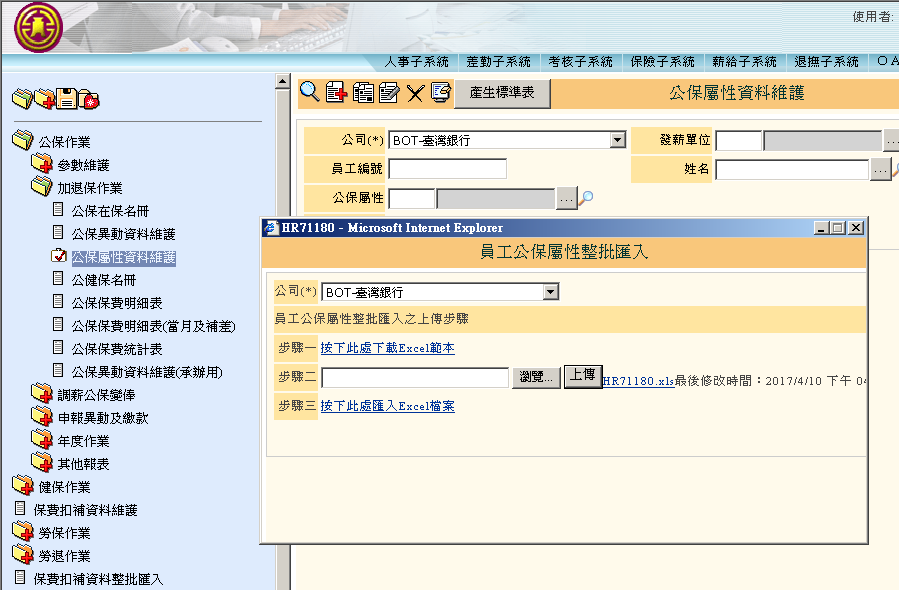 使用者:
人事子系統
差勤子系統
考核子系統
保險子系統
薪給子系統
退撫子系統
OA
產生標準表
公保屬性資料維護
公司(*)
BOT-臺灣銀行
發薪單位
...
員工編號
姓名
...
公保屬性
...
公保作業
參數維護
加退保作業
公保在保名冊
公保異動資料維護
公保屬性資料維護
公健保名冊
公保保費明細表
公保保費明細表(當月及補差)
公保保費統計表
公保異動資料維護(承辦用)
調薪公保變俸
申報異動及繳款
年度作業
其他報表
健保作業
保費扣補資料維護
勞保作業
勞退作業
保費扣補資料整批匯入
HR71180 - Microsoft Internet Explorer
員工公保屬性整批匯入
公司(*)
BOT-臺灣銀行
員工公保屬性整批匯入之上傳步驟
步驟一 按下此處下載Excel範本
步驟二 瀏覽... 上傳 HR71180.xls最後修改時間：2017/4/10 下午 04
步驟三 按下此處匯入Excel檔案